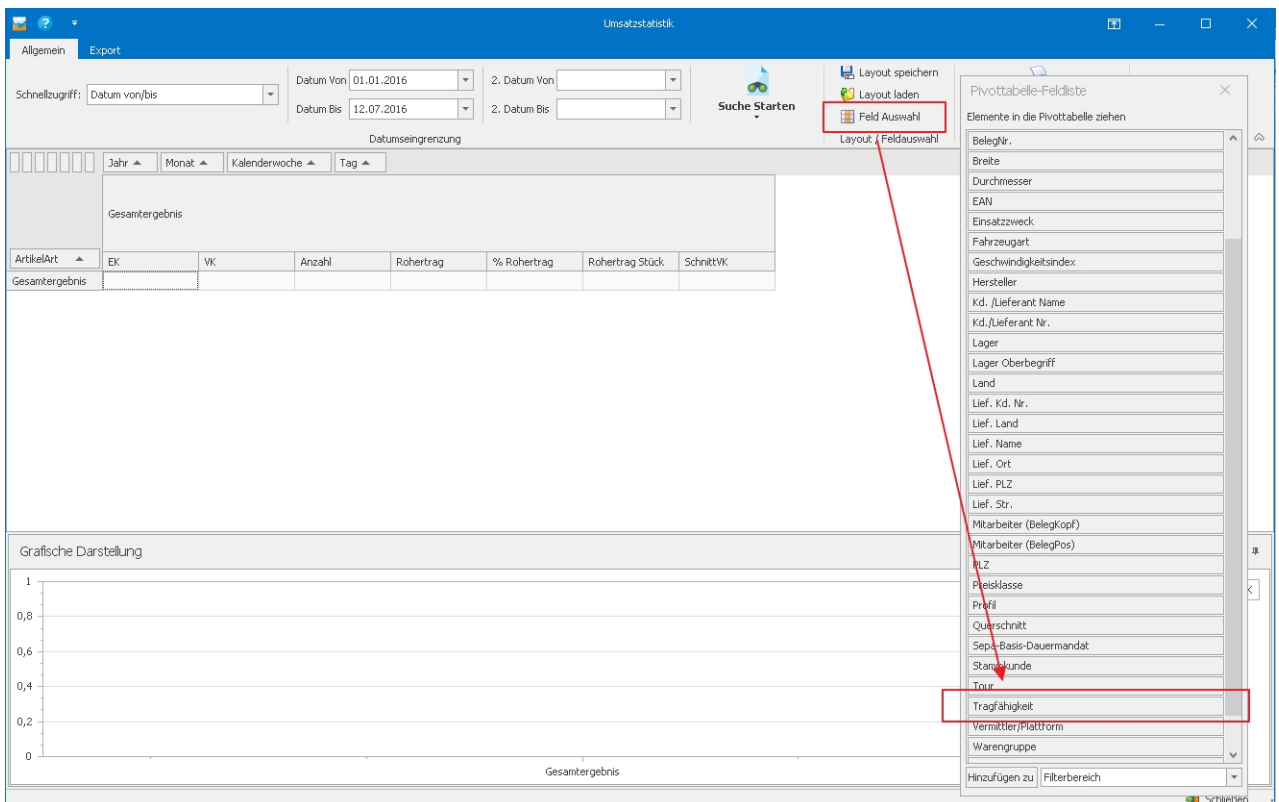 Umsatzstatistik
Allgemein Export
Schnellzugriff: Datum von/bis
Datum Von 01.01.2016 2. Datum Von
Datum Bis 12.07.2016 2. Datum Bis
Datumseingrenzung
Suche Starten
Layout speichern
Layout laden
Feld Auswahl
Layout / Feldauswahl
Jahr Monat Kalenderwoche Tag
Gesamtergebnis
ArtikelArt EK VK Anzahl Rohertrag % Rohertrag Rohertrag Stück SchnittVK
Gesamtergebnis
Pivottabelle-Feldliste
Elemente in die Pivottabelle ziehen
BelegNr.
Breite
Durchmesser
EAN
Einsatzzweck
Fahrzeugart
Geschwindigkeitsindex
Hersteller
Kd. /Lieferant Name
Kd./Lieferant Nr.
Lager
Lager Oberbegriff
Land
Lief. Kd. Nr.
Lief. Land
Lief. Name
Lief. Ort
Lief. PLZ
Lief. Str.
Mitarbeiter (BelegKopf)
Mitarbeiter (BelegPos)
PLZ
Preisklasse
Profil
Querschnitt
Sepa-Basis-Dauermandat
Stammkunde
Tour
Tragfähigkeit
Vermittler/Plattform
Warengruppe
Hinzufügen zu Filterbereich
Grafische Darstellung
1
0,8
0,6
0,4
0,2
0
Gesamtergebnis
Schließen